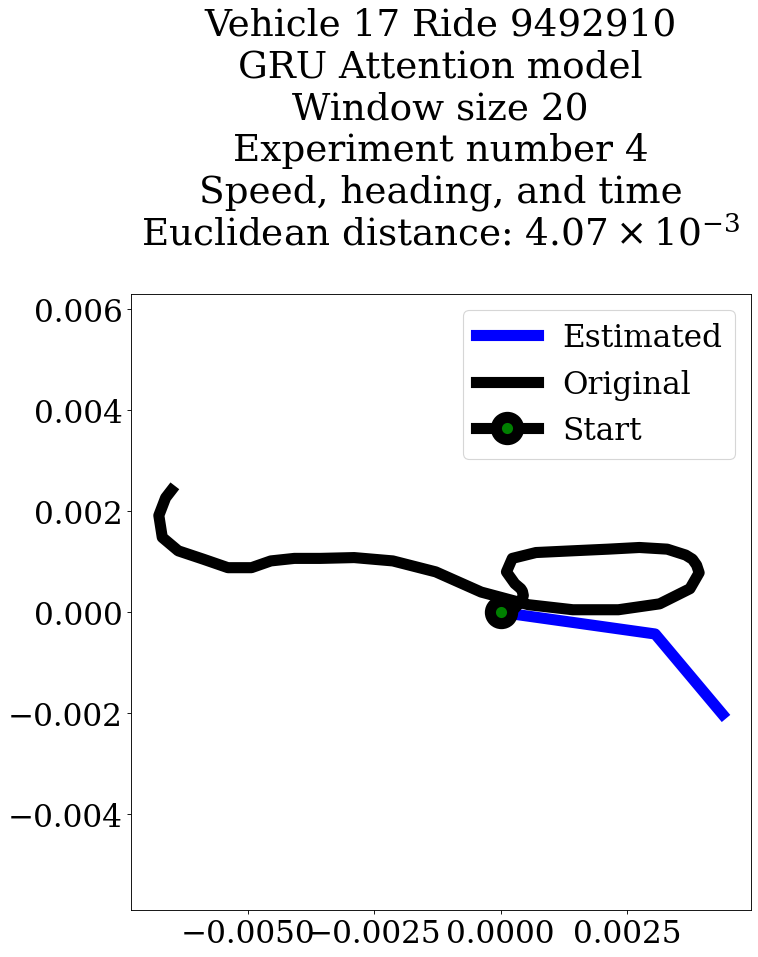 Vehicle 17 Ride 9492910
GRU Attention model
Window size 20
Experiment number 4
Speed, heading, and time
Euclidean distance: 4.07 × 10⁻³
0.006
Estimated
Original
Start
0.004
0.002
0.000
−0.002
−0.004
−0.0050 −0.0025 0.0000 0.0025